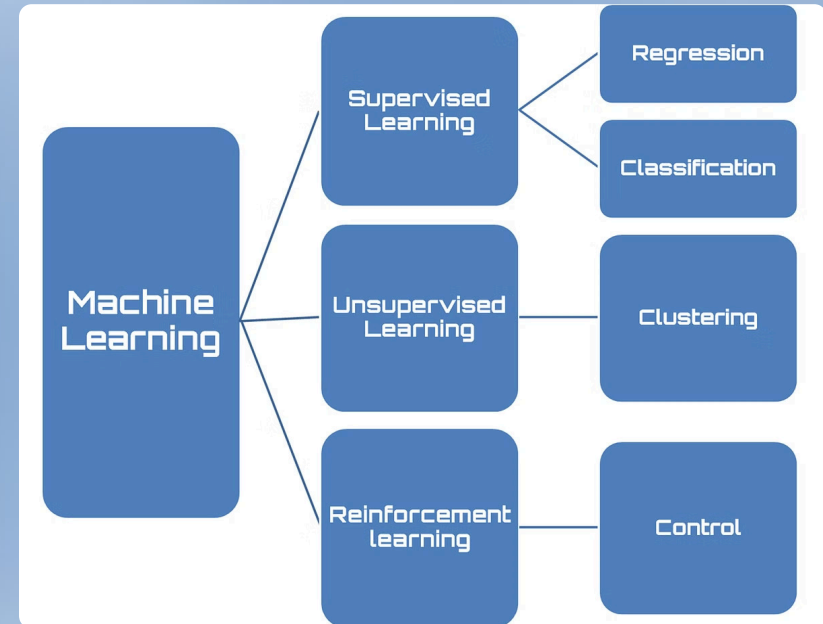 Machine
Learning
Supervised
Learning
Regression
Classification
Unsupervised
Learning
Clustering
Reinforcement
learning
Control